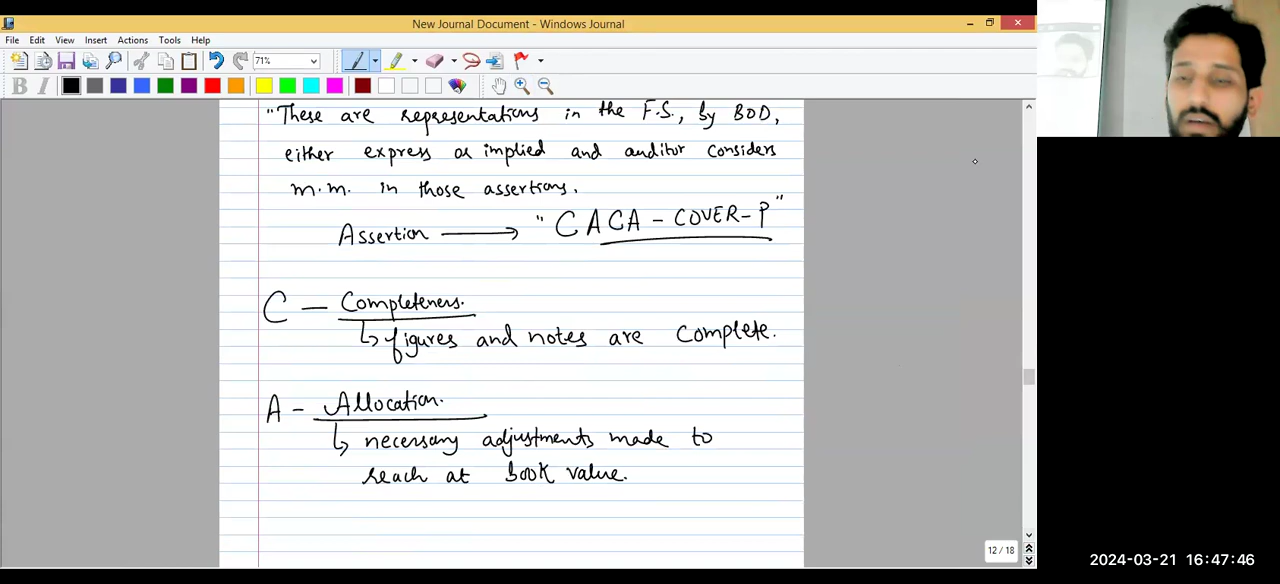 New Journal Document - Windows Journal
File Edit View Insert Actions Tools Help
71%
B I
"These are representations in the F.S., by BOD,
either express or implied and auditor considers
m.m. in those assertions.
Assertion → "CACA - COVER-P"
C — Completeness.
↳ figures and notes are complete.
A - Allocation.
↳ necessary adjustments made to
reach at book value.
12 / 18
2024-03-21 16:47:46